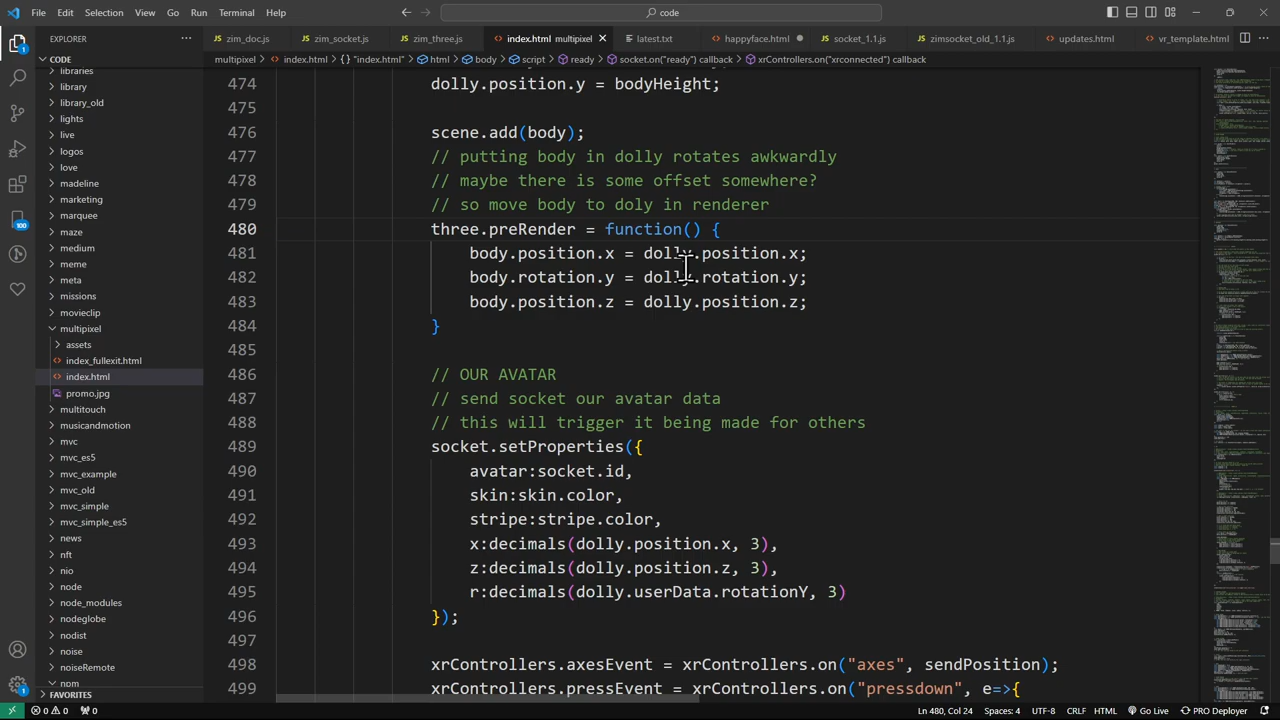 File Edit Selection View Go Run Terminal Help
code
EXPLORER
zim_doc.js zim_socket.js zim_three.js index.html multipixel latest.txt happyface.html socket_1.1.js zimsocket_old_1.1.js updates.html vr_template.html
CODE
multipixel > index.html > "index.html" > html > body > script > ready > socket.on("ready") callback > xrControllers.on("xrconnected") callback
libraries
library
library_old
lights
live
logos
love
madeline
marketing
marquee
maze
medium
meme
meta
missions
movieclip
multipixel
assets
index_fullexit.html
index.html
promo.jpg
multitouch
musicandmotion
mvc
mvc_es5
mvc_example
mvc_old
mvc_simple
mvc_simple_es5
news
nft
nio
node
node_modules
nodeglobe
nodist
noise
noiseRemote
npm
FAVORITES
474 dolly.position.y = bodyHeight;
475
476 scene.add(body);
477 // putting body in dolly rotates awkwardly
478 // maybe there is some offset somewhere?
479 // so move body to doly in renderer
480 three.preRender = function() {
481 body.position.x = dolly.position.x;
482 body.rotation.y = dolly.rotation.y;
483 body.position.z = dolly.position.z;
484 }
485
486 // OUR AVATAR
487 // send socket our avatar data
488 // this will trigger it being made for others
489 socket.setProperties({
490 avatar:socket.id,
491 skin:skin.color,
492 stripe:stripe.color,
493 x:decimals(dolly.position.x, 3),
494 z:decimals(dolly.position.z, 3),
495 r:decimals(dolly.userData.rotationY, 3)
496 });
497
498 xrControllers.axesEvent = xrControllers.on("axes", setPosition);
499 xrControllers.pressEvent = xrControllers.on("pressdown", e=>{
0 0 0 Ln 480, Col 24 Spaces: 4 UTF-8 CRLF HTML Go Live PRO Deployer